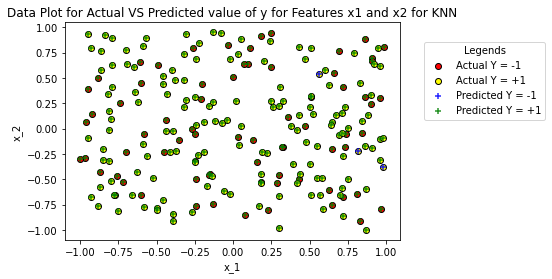 Data Plot for Actual VS Predicted value of y for Features x1 and x2 for KNN
Legends
Actual Y = -1
Actual Y = +1
Predicted Y = -1
Predicted Y = +1
x_2
1.00
0.75
0.50
0.25
0.00
−0.25
−0.50
−0.75
−1.00
−1.00 −0.75 −0.50 −0.25 0.00 0.25 0.50 0.75 1.00
x_1